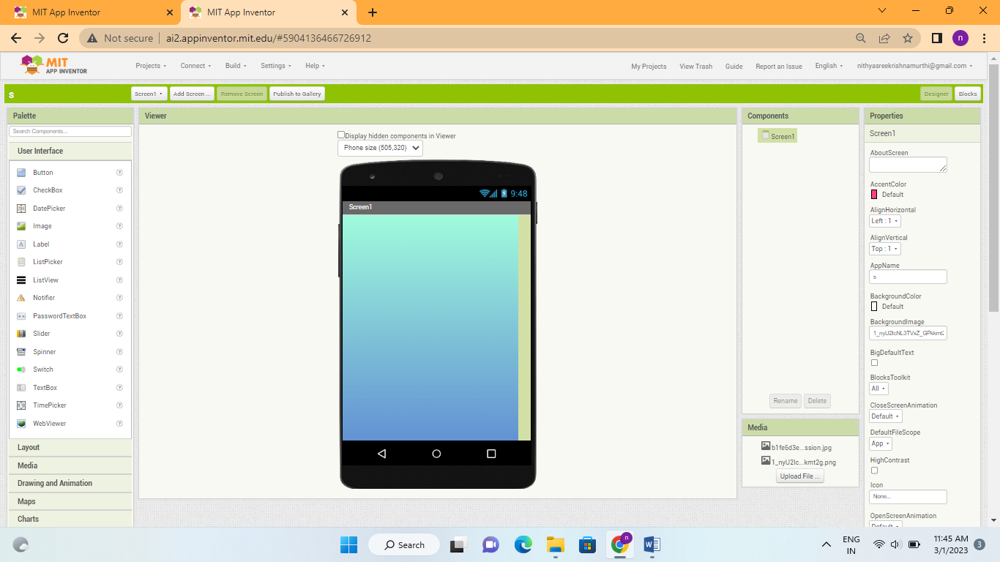 MIT App Inventor
MIT App Inventor
Not secure
ai2.appinventor.mit.edu/#5904136466726912
n
MIT
APP INVENTOR
Projects
Connect
Build
Settings
Help
My Projects
View Trash
Guide
Report an Issue
English
nithyasreekrishnamurthi@gmail.com
s
Screen1
Add Screen ...
Remove Screen
Publish to Gallery
Designer
Blocks
Palette
Search Components...
User Interface
Button
CheckBox
DatePicker
Image
Label
ListPicker
ListView
Notifier
PasswordTextBox
Slider
Spinner
Switch
TextBox
TimePicker
WebViewer
Layout
Media
Drawing and Animation
Maps
Charts
Viewer
Display hidden components in Viewer
Phone size (505,320)
9:48
Screen1
Components
Screen1
Rename
Delete
Media
b1fe6d3e...ssion.jpg
1_nyU2Ic...kmt2g.png
Upload File ...
Properties
Screen1
AboutScreen
AccentColor
Default
AlignHorizontal
Left : 1
AlignVertical
Top : 1
AppName
s
BackgroundColor
Default
BackgroundImage
1_nyU2IcNL3TVxZ_GPkkmt2
BigDefaultText
BlocksToolkit
All
CloseScreenAnimation
Default
DefaultFileScope
App
HighContrast
Icon
None...
OpenScreenAnimation
Default
Search
n
ENG
IN
11:45 AM
3/1/2023
3